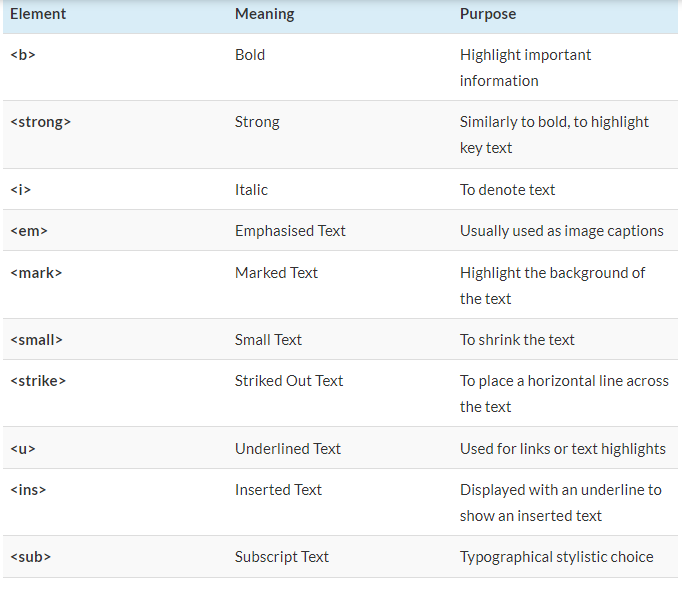 Element Meaning Purpose
<b> Bold Highlight important
information
<strong> Strong Similarly to bold, to highlight
key text
<i> Italic To denote text
<em> Emphasised Text Usually used as image captions
<mark> Marked Text Highlight the background of
the text
<small> Small Text To shrink the text
<strike> Striked Out Text To place a horizontal line across
the text
<u> Underlined Text Used for links or text highlights
<ins> Inserted Text Displayed with an underline to
show an inserted text
<sub> Subscript Text Typographical stylistic choice